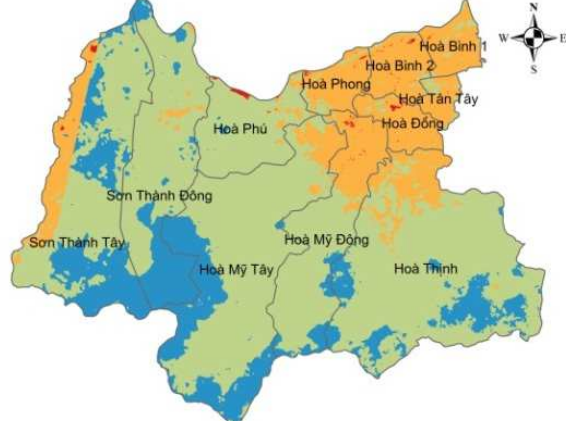 N
W E
S
Hoà Bình 1
Hoà Bình 2
Hoà Phong
Hoà Tân Tây
Hoà Đồng
Hoà Phú
Sơn Thành Đông
Sơn Thành Tây
Hoà Mỹ Đông
Hoà Mỹ Tây
Hoà Thịnh